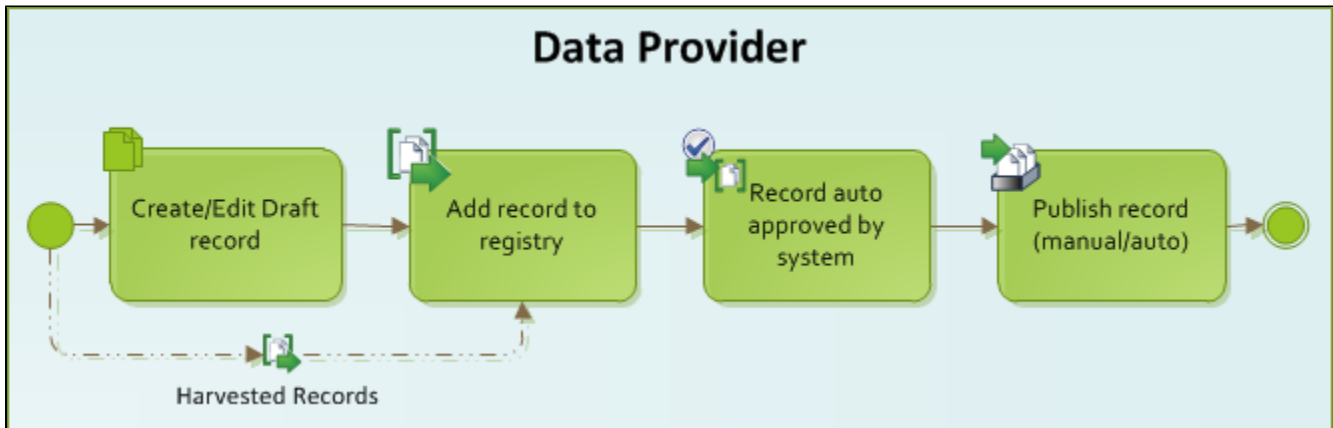 Data Provider
Create/Edit Draft
record
Add record to
registry
Record auto
approved by
system
Publish record
(manual/auto)
Harvested Records